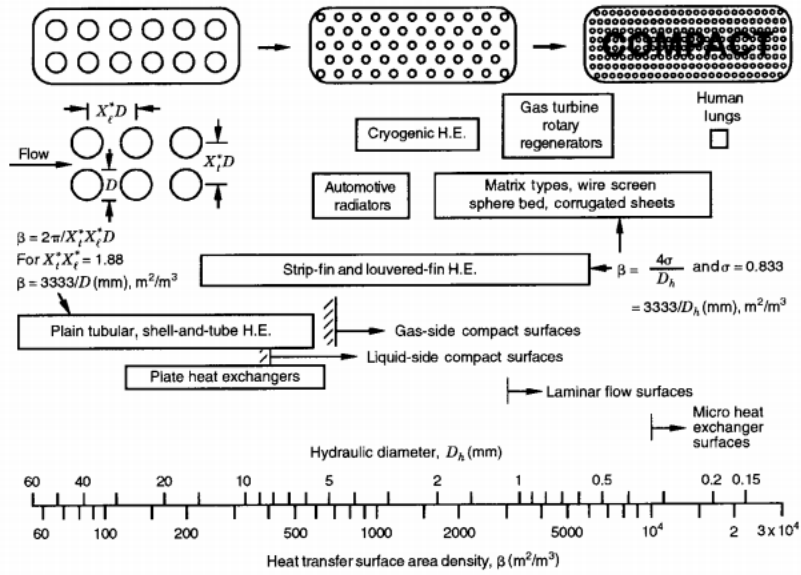 COMPACT
X*ℓD
Flow
X*tD
D
Cryogenic H.E.
Gas turbine
rotary
regenerators
Human
lungs
Automotive
radiators
Matrix types, wire screen
sphere bed, corrugated sheets
β = 2π/X*tX*ℓD
For X*tX*ℓ = 1.88
β = 3333/D (mm), m²/m³
Strip-fin and louvered-fin H.E.
β = 4σ/Dh and σ = 0.833
= 3333/Dh (mm), m²/m³
Plain tubular, shell-and-tube H.E.
Gas-side compact surfaces
Liquid-side compact surfaces
Plate heat exchangers
Laminar flow surfaces
Micro heat
exchanger
surfaces
Hydraulic diameter, Dh (mm)
60 40 20 10 5 2 1 0.5 0.2 0.15
60 100 200 500 1000 2000 5000 10⁴ 2 3×10⁴
Heat transfer surface area density, β (m²/m³)